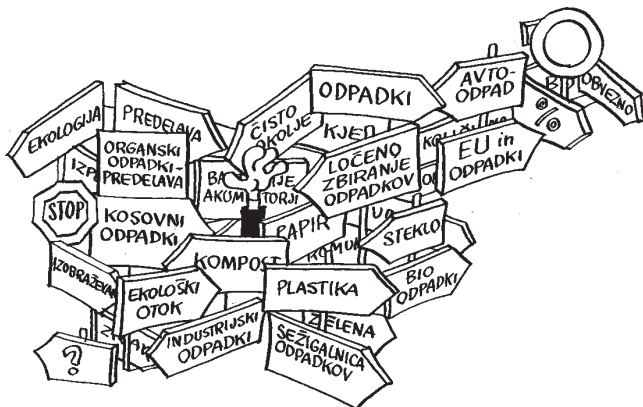 EKOLOGIJA
PREDELAVA
ČISTO
OKOLJE
ODPADKI
AVTO-
ODPAD
OBVEZNO
ORGANSKI
ODPADKI-
PREDELAVA
LOČENO
ZBIRANJE
ODPADKOV
EU in
ODPADKI
STOP
KOSOVNI
ODPADKI
PAPIR
STEKLO
KOMPOST
BIO
ODPADKI
EKOLOŠKI
OTOK
PLASTIKA
INDUSTRIJSKI
ODPADKI
ZELENA
SEŽIGALNICA
ODPADKOV
?